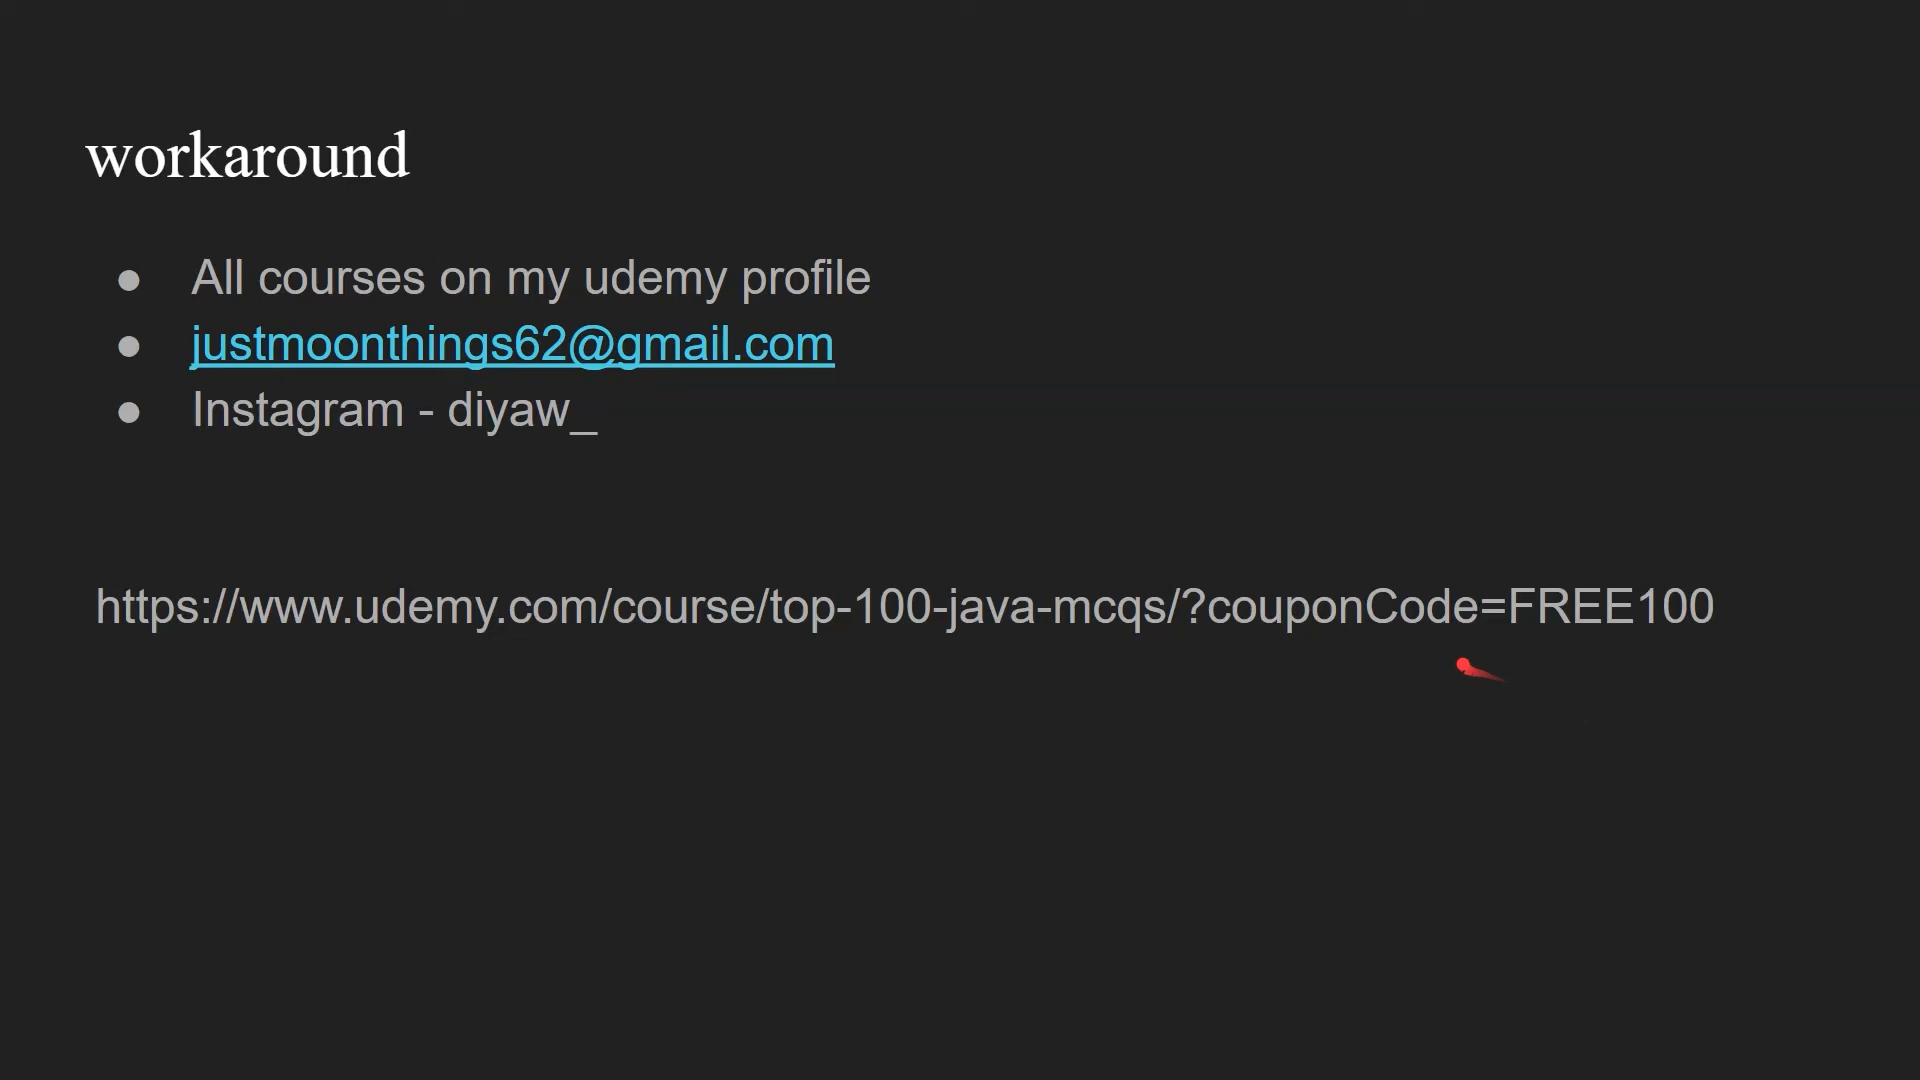 workaround
● All courses on my udemy profile
● justmoonthings62@gmail.com
● Instagram - diyaw_
https://www.udemy.com/course/top-100-java-mcqs/?couponCode=FREE100